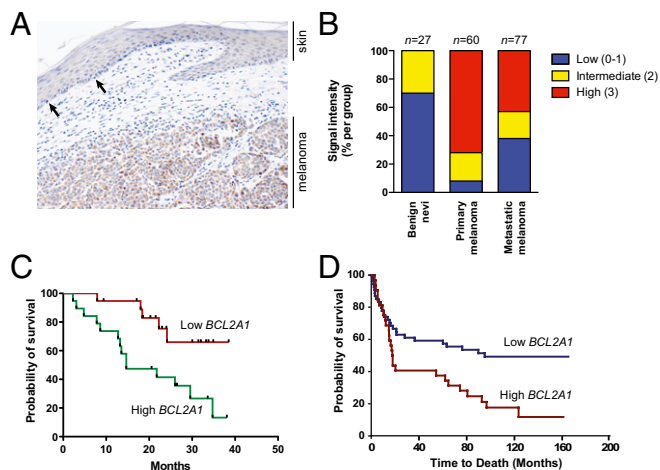 A
skin
melanoma
B
n=27 n=60 n=77
100
80
60
40
20
0
Signal intensity
(% per group)
Benign
nevi
Primary
melanoma
Metastatic
melanoma
Low (0-1)
Intermediate (2)
High (3)
C
Probability of survival
100
80
60
40
20
0
Low BCL2A1
High BCL2A1
0 10 20 30 40 50
Months
D
Probability of survival
100
80
60
40
20
0
Low BCL2A1
High BCL2A1
0 40 80 120 160 200
Time to Death (Months)